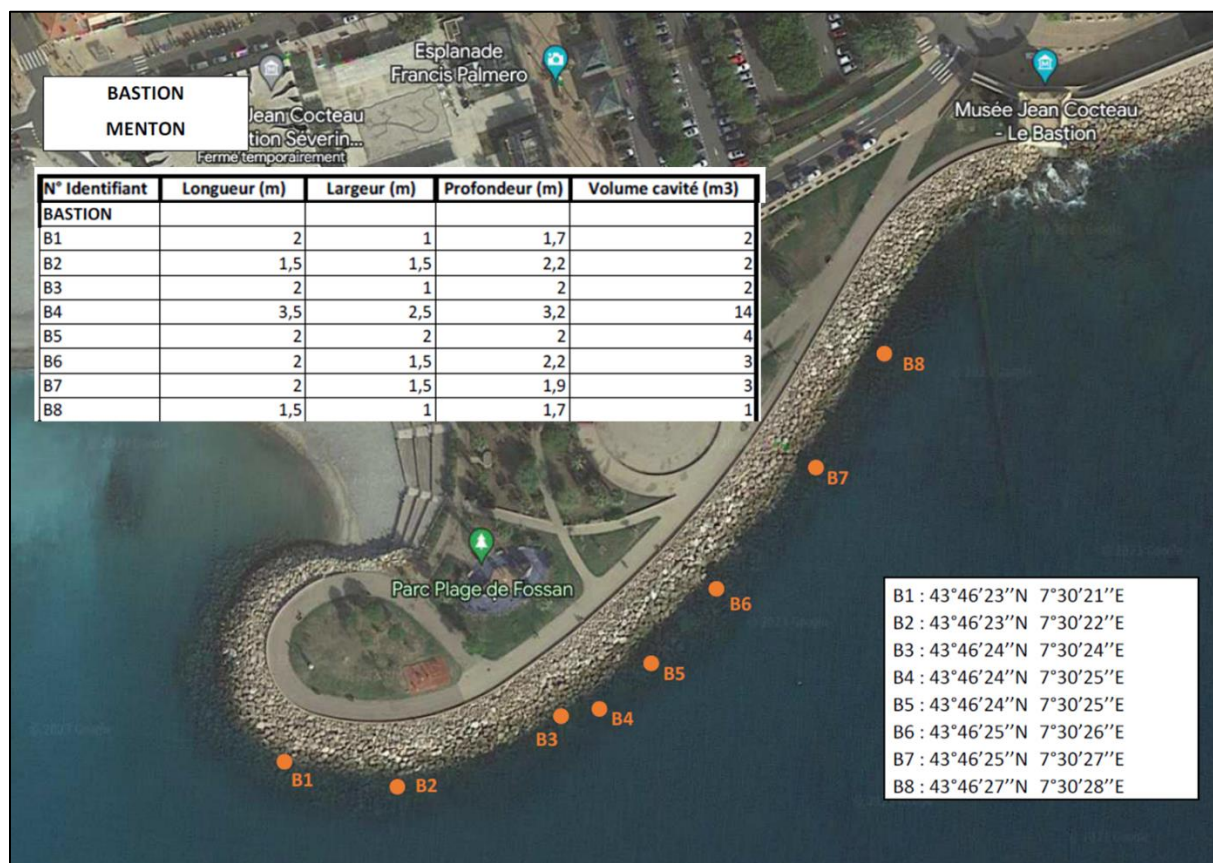 Esplanade
Francis Palmero
BASTION
MENTON
Jean Cocteau
tion Séverin...
Fermé temporairement
Musée Jean Cocteau
- Le Bastion
N° Identifiant Longueur (m) Largeur (m) Profondeur (m) Volume cavité (m3)
BASTION
B1 2 1 1,7 2
B2 1,5 1,5 2,2 2
B3 2 1 2 2
B4 3,5 2,5 3,2 14
B5 2 2 2 4
B6 2 1,5 2,2 3
B7 2 1,5 1,9 3
B8 1,5 1 1,7 1
B8
B7
Parc Plage de Fossan
B6
B5
B4
B3
B1
B2
B1 : 43°46’23’’N 7°30’21’’E
B2 : 43°46’23’’N 7°30’22’’E
B3 : 43°46’24’’N 7°30’24’’E
B4 : 43°46’24’’N 7°30’25’’E
B5 : 43°46’24’’N 7°30’25’’E
B6 : 43°46’25’’N 7°30’26’’E
B7 : 43°46’25’’N 7°30’27’’E
B8 : 43°46’27’’N 7°30’28’’E